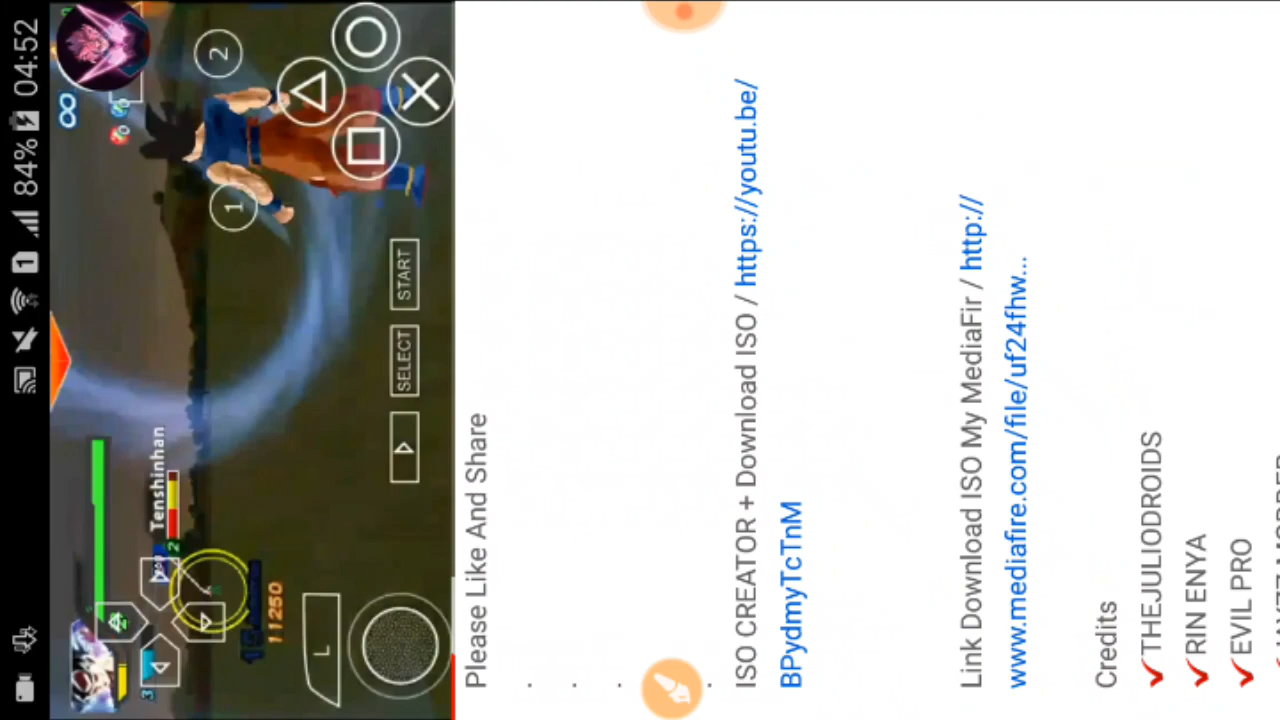 84% 04:52
Tenshinhan
11250
1
2
L
SELECT
START
Please Like And Share
.
.
.
.
.
ISO CREATOR + Download ISO / https://youtu.be/
BPydmyTcTnM
Link Download ISO My MediaFir / http://
www.mediafire.com/file/uf24fhw...
Credits
THEJULIODROIDS
RIN ENYA
EVIL PRO